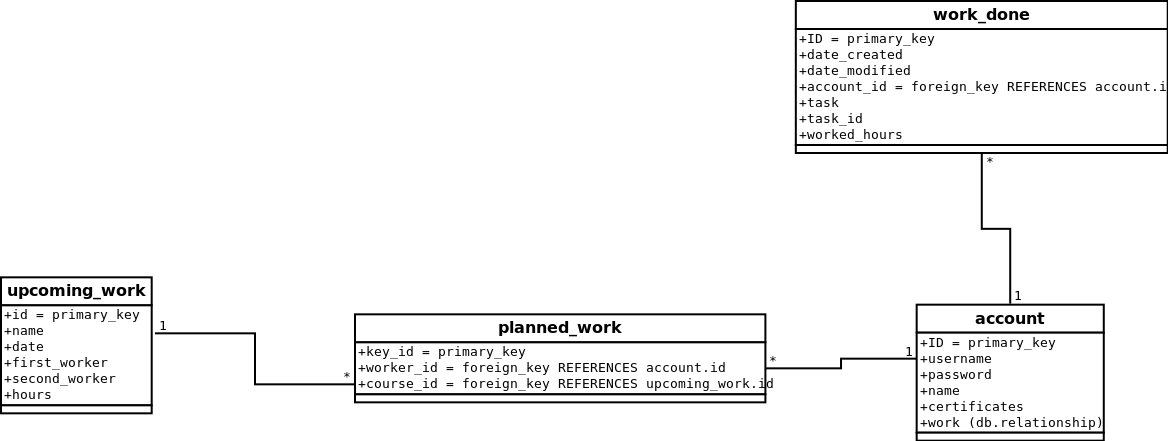 work_done
+ID = primary_key
+date_created
+date_modified
+account_id = foreign_key REFERENCES account.i
+task
+task_id
+worked_hours
*
1
upcoming_work
+id = primary_key
+name
+date
+first_worker
+second_worker
+hours
1
*
planned_work
+key_id = primary_key
+worker_id = foreign_key REFERENCES account.id
+course_id = foreign_key REFERENCES upcoming_work.id
*
1
account
+ID = primary_key
+username
+password
+name
+certificates
+work (db.relationship)